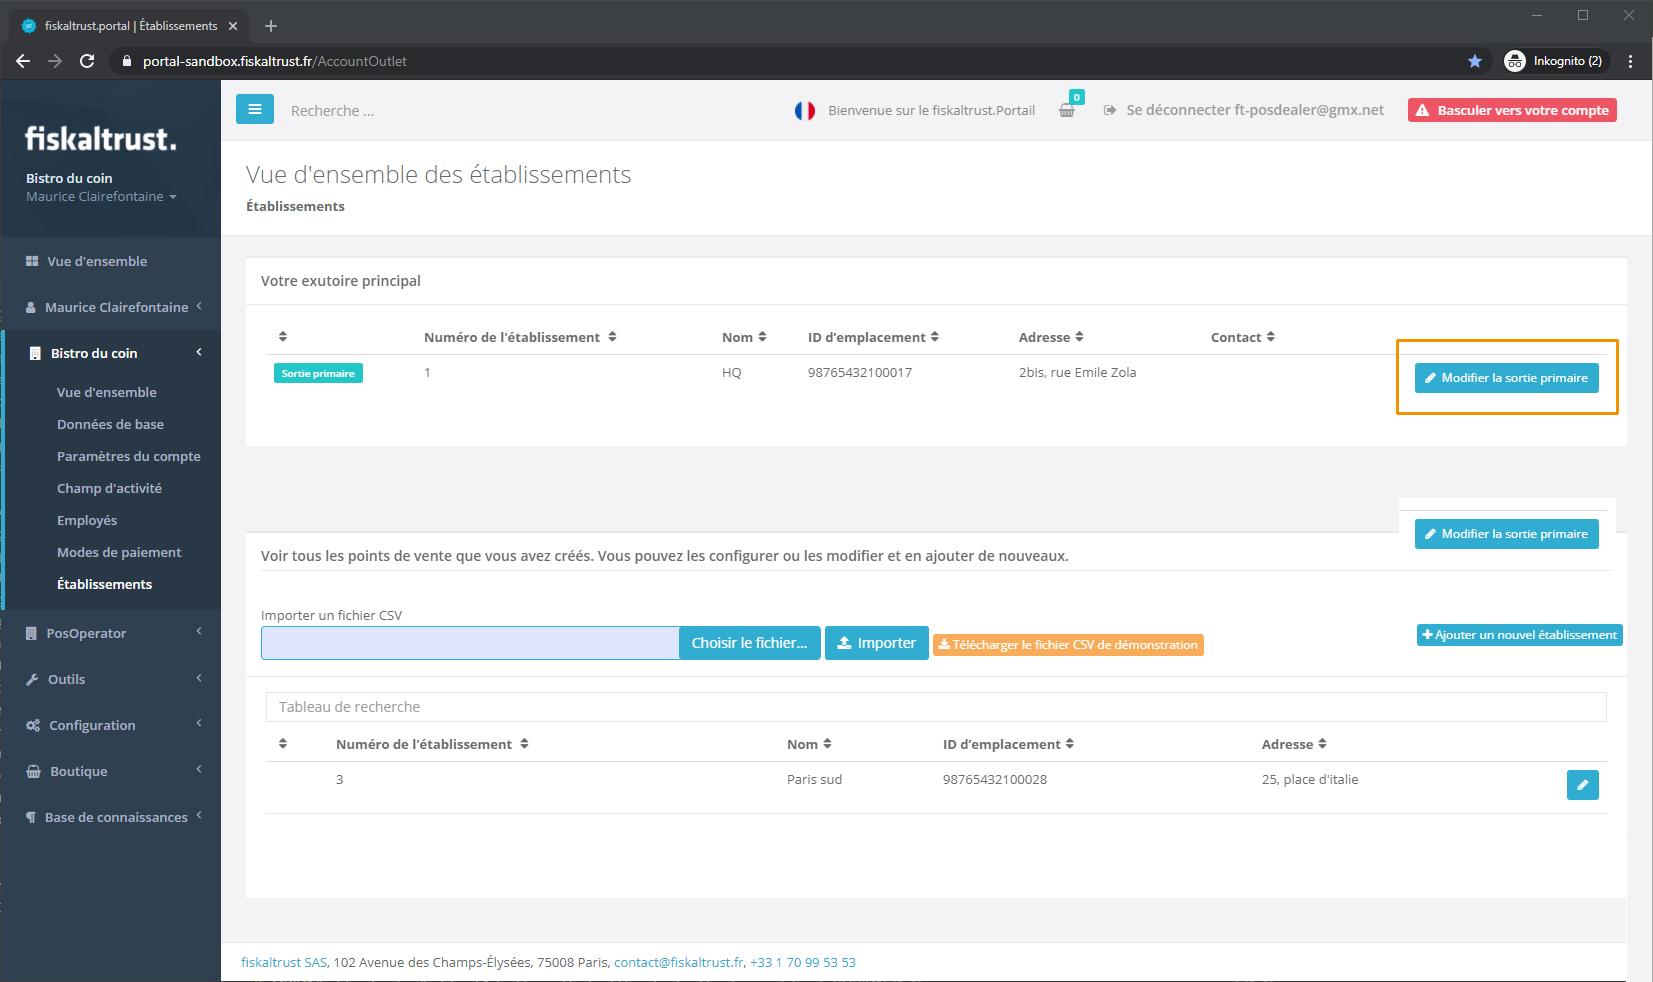 fiskaltrust.portal | Établissements
portal-sandbox.fiskaltrust.fr/AccountOutlet
Inkognito (2)
fiskaltrust.
Bistro du coin
Maurice Clairefontaine
Vue d'ensemble
Maurice Clairefontaine
Bistro du coin
Vue d'ensemble
Données de base
Paramètres du compte
Champ d'activité
Employés
Modes de paiement
Établissements
PosOperator
Outils
Configuration
Boutique
Base de connaissances
Recherche ...
Bienvenue sur le fiskaltrust.Portail
0
Se déconnecter ft-posdealer@gmx.net
Basculer vers votre compte
Vue d'ensemble des établissements
Établissements
Votre exutoire principal
Numéro de l'établissement Nom ID d’emplacement Adresse Contact
Sortie primaire 1 HQ 98765432100017 2bis, rue Emile Zola Modifier la sortie primaire
Modifier la sortie primaire
Voir tous les points de vente que vous avez créés. Vous pouvez les configurer ou les modifier et en ajouter de nouveaux.
Importer un fichier CSV
Choisir le fichier... Importer Télécharger le fichier CSV de démonstration Ajouter un nouvel établissement
Tableau de recherche
Numéro de l'établissement Nom ID d’emplacement Adresse
3 Paris sud 98765432100028 25, place d'italie
fiskaltrust SAS, 102 Avenue des Champs-Élysées, 75008 Paris, contact@fiskaltrust.fr, +33 1 70 99 53 53